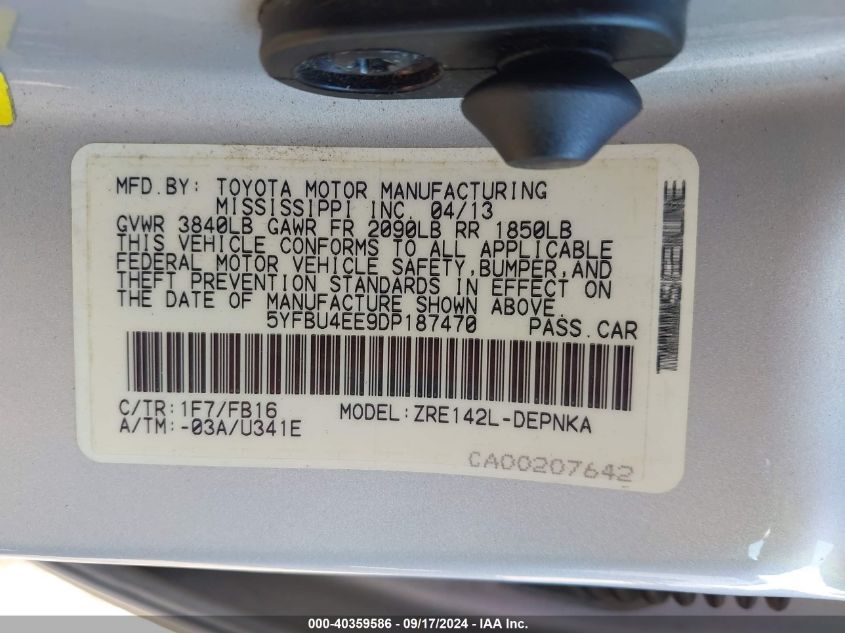 MFD.BY: TOYOTA MOTOR MANUFACTURING
MISSISSIPPI INC. 04/13
GVWR 3840LB GAWR FR 2090LB RR 1850LB
THIS VEHICLE CONFORMS TO ALL APPLICABLE
FEDERAL MOTOR VEHICLE SAFETY,BUMPER,AND
THEFT PREVENTION STANDARDS IN EFFECT ON
THE DATE OF MANUFACTURE SHOWN ABOVE.
5YFBU4EE9DP187470 PASS.CAR
C/TR:1F7/FB16 MODEL:ZRE142L-DEPNKA
A/TM:-03A/U341E
CA00207642
000-40359586 - 09/17/2024 - IAA Inc.